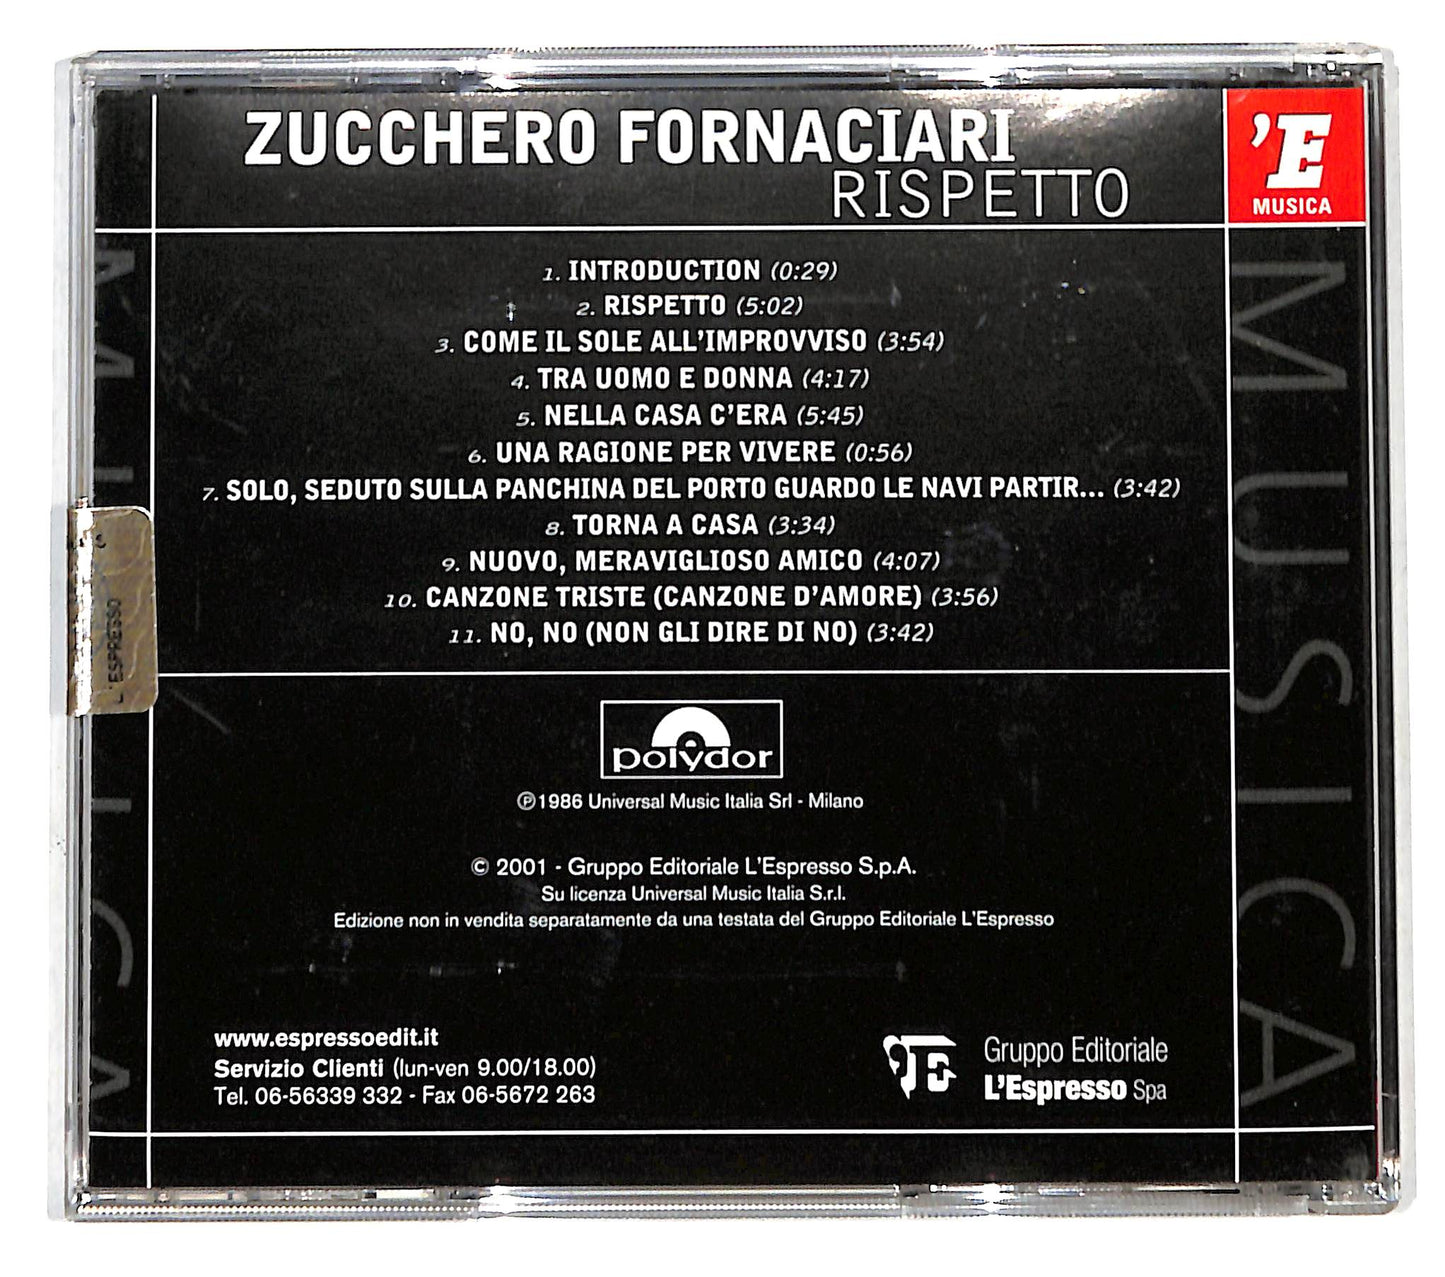 ZUCCHERO FORNACIARI
RISPETTO
'E
MUSICA
1. INTRODUCTION (0:29)
2. RISPETTO (5:02)
3. COME IL SOLE ALL'IMPROVVISO (3:54)
4. TRA UOMO E DONNA (4:17)
5. NELLA CASA C'ERA (5:45)
6. UNA RAGIONE PER VIVERE (0:56)
7. SOLO, SEDUTO SULLA PANCHINA DEL PORTO GUARDO LE NAVI PARTIR... (3:42)
8. TORNA A CASA (3:34)
9. NUOVO, MERAVIGLIOSO AMICO (4:07)
10. CANZONE TRISTE (CANZONE D'AMORE) (3:56)
11. NO, NO (NON GLI DIRE DI NO) (3:42)
MUSICA
MUSICA
L'ESPRESSO
polydor
℗1986 Universal Music Italia Srl - Milano
© 2001 - Gruppo Editoriale L'Espresso S.p.A.
Su licenza Universal Music Italia S.r.l.
Edizione non in vendita separatamente da una testata del Gruppo Editoriale L'Espresso
www.espressoedit.it
Servizio Clienti (lun-ven 9.00/18.00)
Tel. 06-56339 332 - Fax 06-5672 263
'E
Gruppo Editoriale
L'Espresso Spa